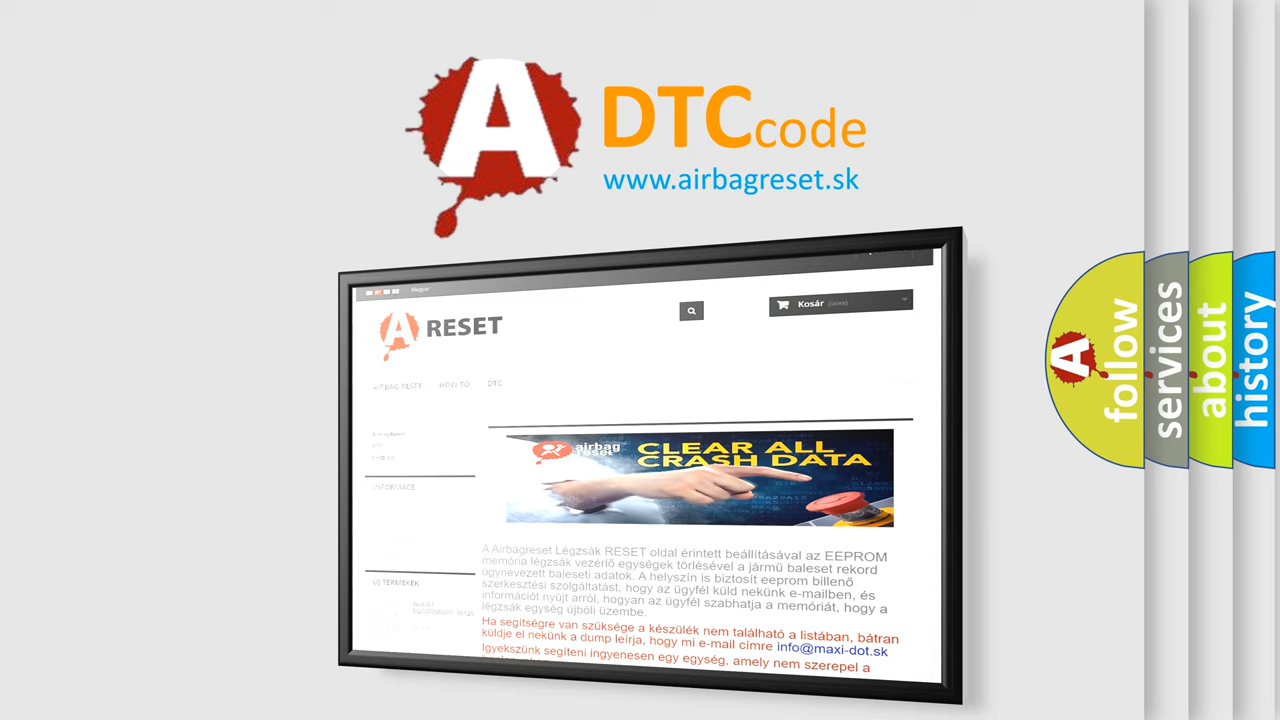 A
DTCcode
www.airbagreset.sk
Magyar
A RESET
Kosár (üres)
AIRBAG RESET HOW TO DTC
airbag reset
CLEAR ALL
CRASH DATA
INFORMACE
A Airbagreset Légzsák RESET oldal érintett beállításával az EEPROM
memória légzsák vezérlő egységek törlésével a jármű baleset rekord
úgynevezett baleseti adatok. A helyszín is biztosít eeprom billenő
szerkesztési szolgáltatást, hogy az ügyfél küld nekünk e-mailben, és
információt nyújt arról, hogyan az ügyfél szabhatja a memóriát, hogy a
légzsák egység újbóli üzembe.
ÚJ TERMÉKEK
Ha segítségre van szüksége a készülék nem található a listában, bátran
küldje el nekünk a dump leírja, hogy mi e-mail címre info@maxi-dot.sk
Igyekszünk segíteni ingyenesen egy egység, amely nem szerepel a
A
follow
services
about
history